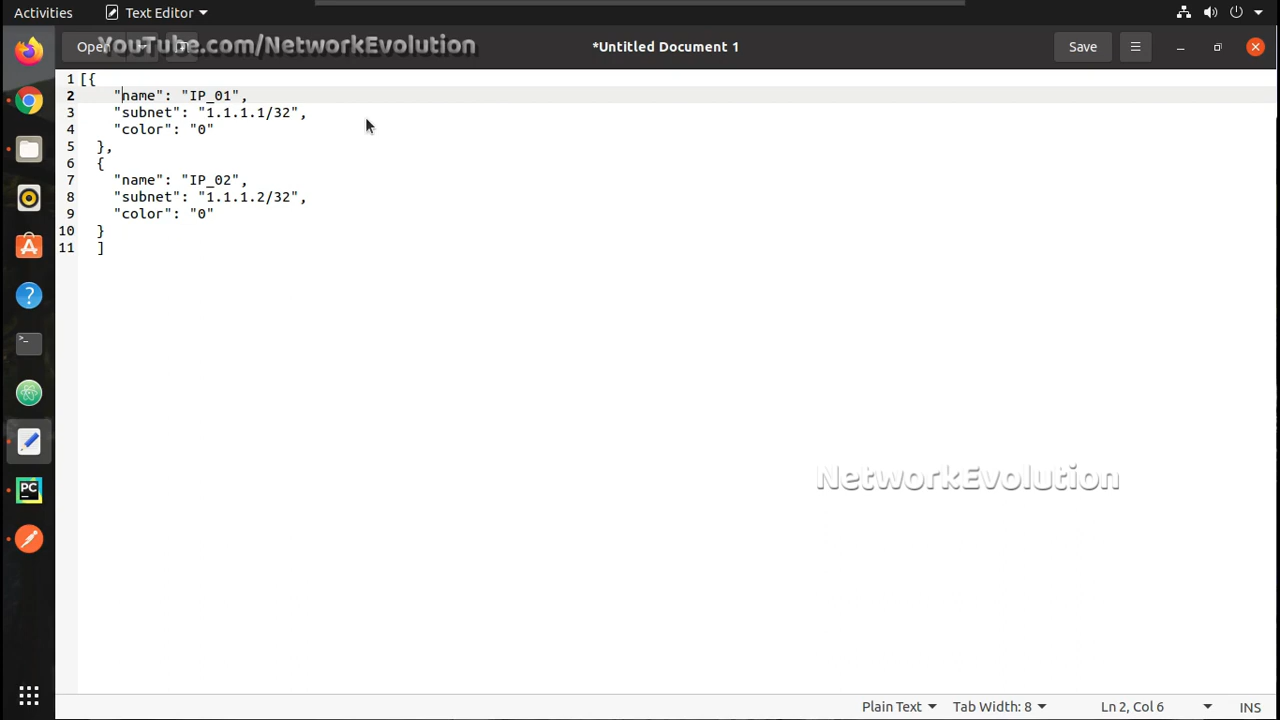 Activities
Text Editor
Open
YouTube.com/NetworkEvolution
*Untitled Document 1
Save
1 [{
2 "name": "IP_01",
3 "subnet": "1.1.1.1/32",
4 "color": "0"
5 },
6 {
7 "name": "IP_02",
8 "subnet": "1.1.1.2/32",
9 "color": "0"
10 }
11 ]
NetworkEvolution
PC
Plain Text
Tab Width: 8
Ln 2, Col 6
INS